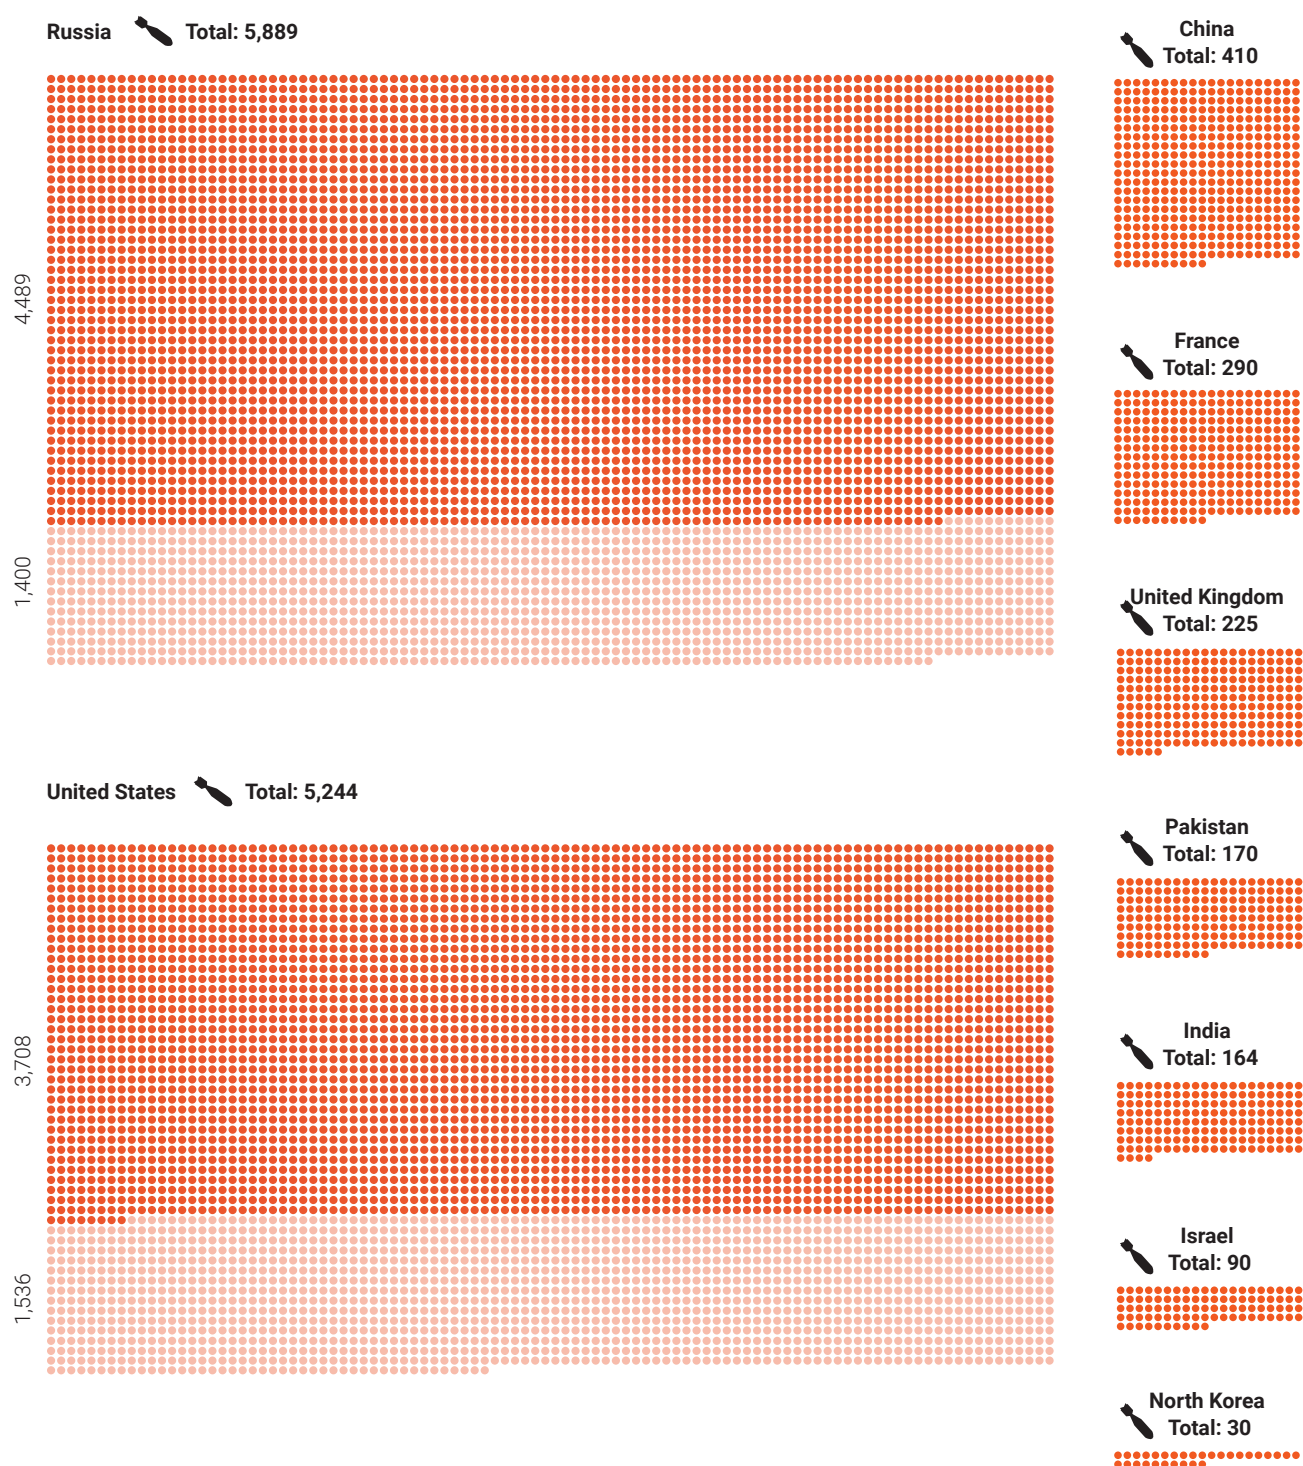 Russia Total: 5,889
4,489
1,400
United States Total: 5,244
3,708
1,536
China
Total: 410
France
Total: 290
United Kingdom
Total: 225
Pakistan
Total: 170
India
Total: 164
Israel
Total: 90
North Korea
Total: 30